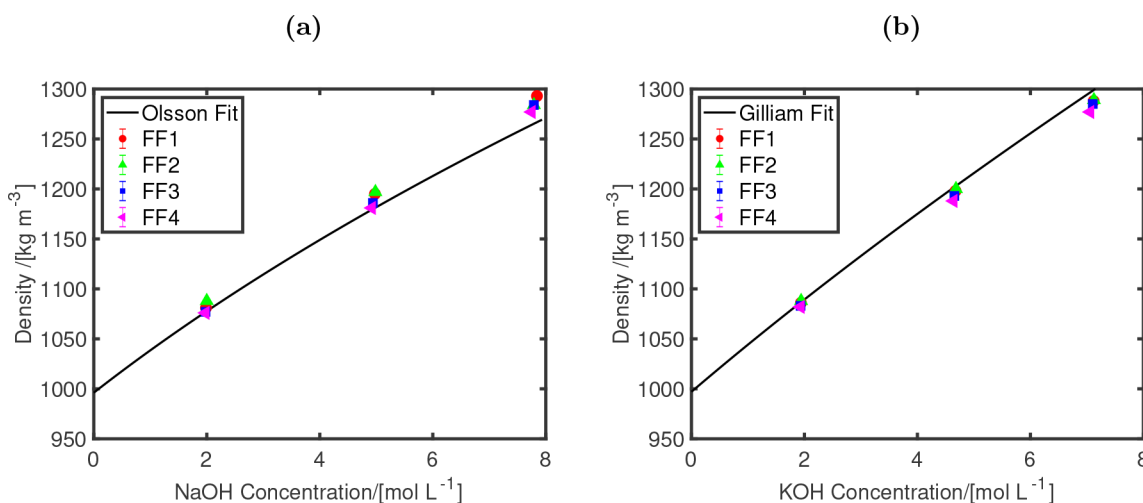 (a)
1300
1250
1200
1150
1100
1050
1000
950
0
2
4
6
8
Density /[kg m⁻³]
NaOH Concentration/[mol L⁻¹]
Olsson Fit
FF1
FF2
FF3
FF4
(b)
1300
1250
1200
1150
1100
1050
1000
950
0
2
4
6
8
Density /[kg m⁻³]
KOH Concentration/[mol L⁻¹]
Gilliam Fit
FF1
FF2
FF3
FF4